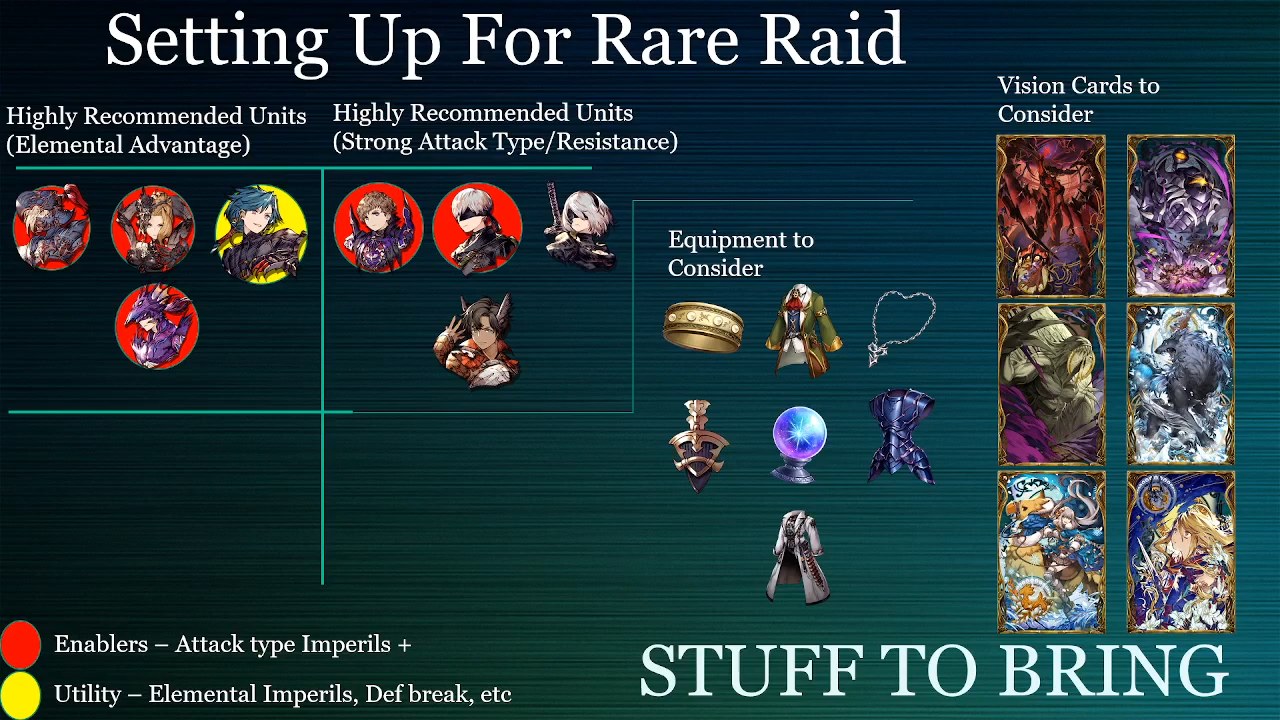 Setting Up For Rare Raid
Highly Recommended Units
(Elemental Advantage)
Highly Recommended Units
(Strong Attack Type/Resistance)
Vision Cards to
Consider
Equipment to
Consider
Enablers – Attack type Imperils +
Utility – Elemental Imperils, Def break, etc
STUFF TO BRING